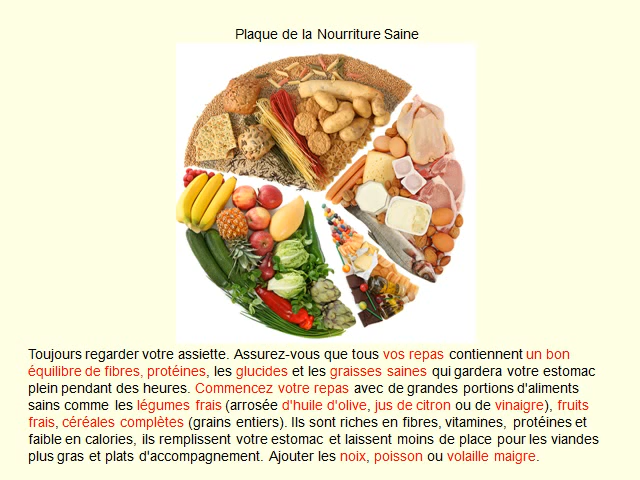 Plaque de la Nourriture Saine
Toujours regarder votre assiette. Assurez-vous que tous vos repas contiennent un bon
équilibre de fibres, protéines, les glucides et les graisses saines qui gardera votre estomac
plein pendant des heures. Commencez votre repas avec de grandes portions d'aliments
sains comme les légumes frais (arrosée d'huile d'olive, jus de citron ou de vinaigre), fruits
frais, céréales complètes (grains entiers). Ils sont riches en fibres, vitamines, protéines et
faible en calories, ils remplissent votre estomac et laissent moins de place pour les viandes
plus gras et plats d'accompagnement. Ajouter les noix, poisson ou volaille maigre.